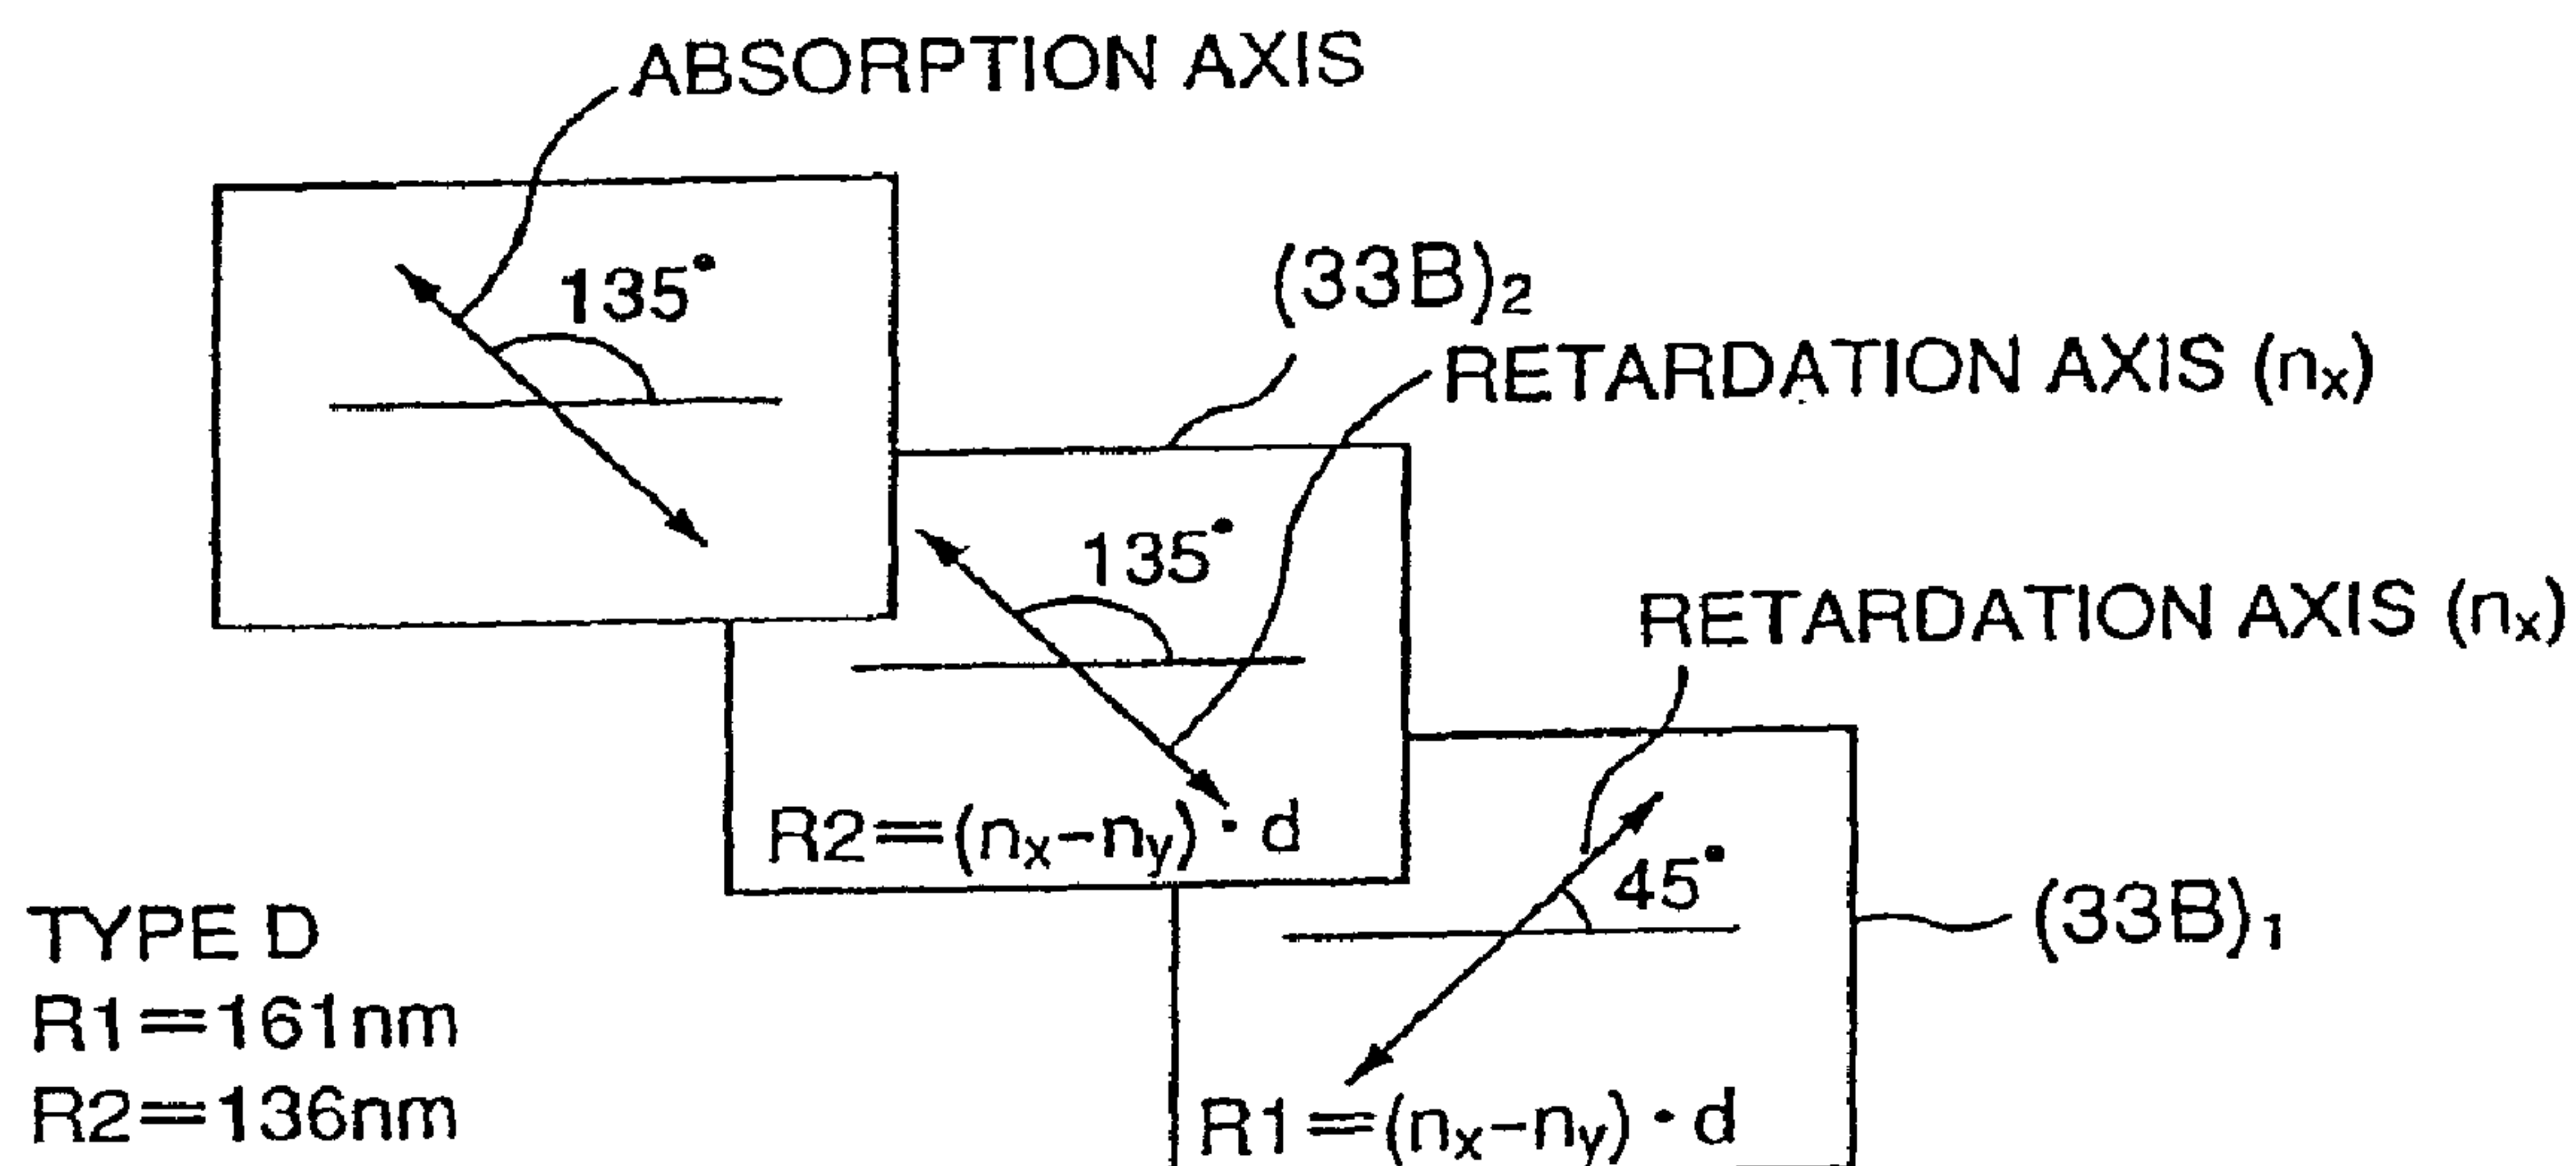 ABSORPTION AXIS
135°
(33B)₂
RETARDATION AXIS (nₓ)
135°
RETARDATION AXIS (nₓ)
R2=(nₓ-nᵧ)・d
45°
(33B)₁
TYPE D
R1=161nm
R2=136nm
R1=(nₓ-nᵧ)・d